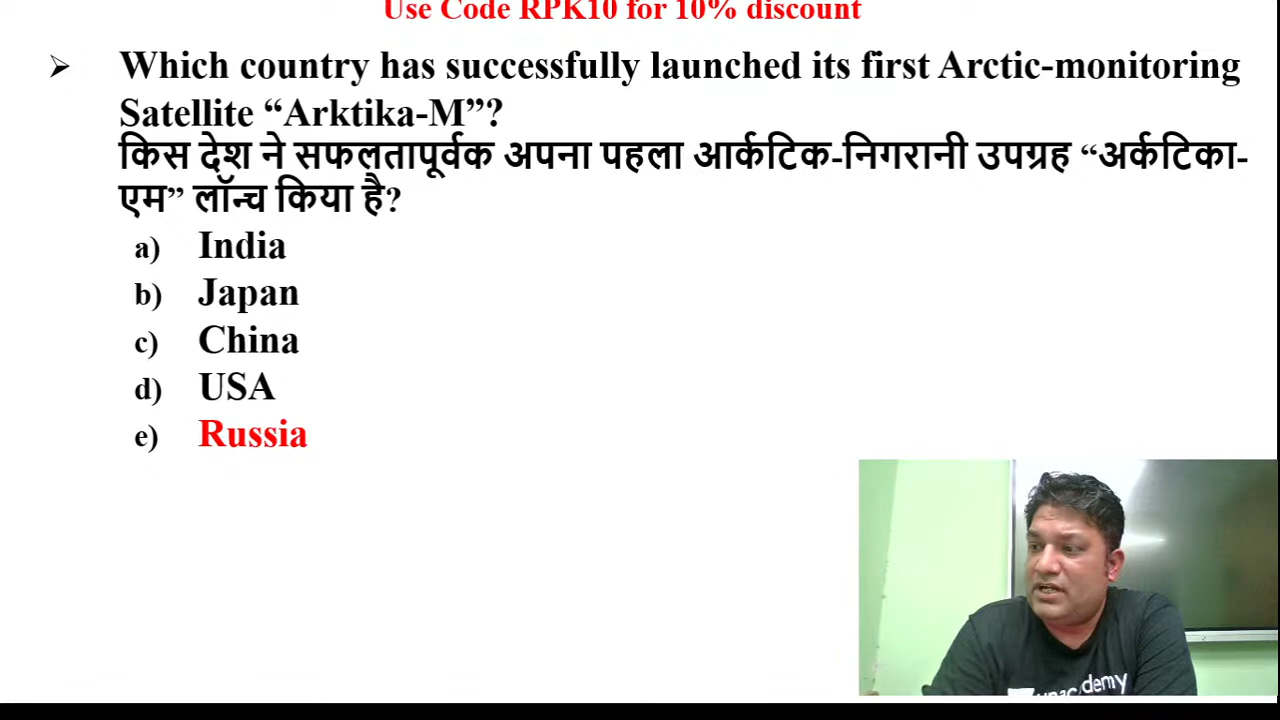 Use Code RPK10 for 10% discount
➢ Which country has successfully launched its first Arctic-monitoring
Satellite “Arktika-M”?
किस देश ने सफलतापूर्वक अपना पहला आर्कटिक-निगरानी उपग्रह “अर्कटिका-
एम” लॉन्च किया है?
a) India
b) Japan
c) China
d) USA
e) Russia